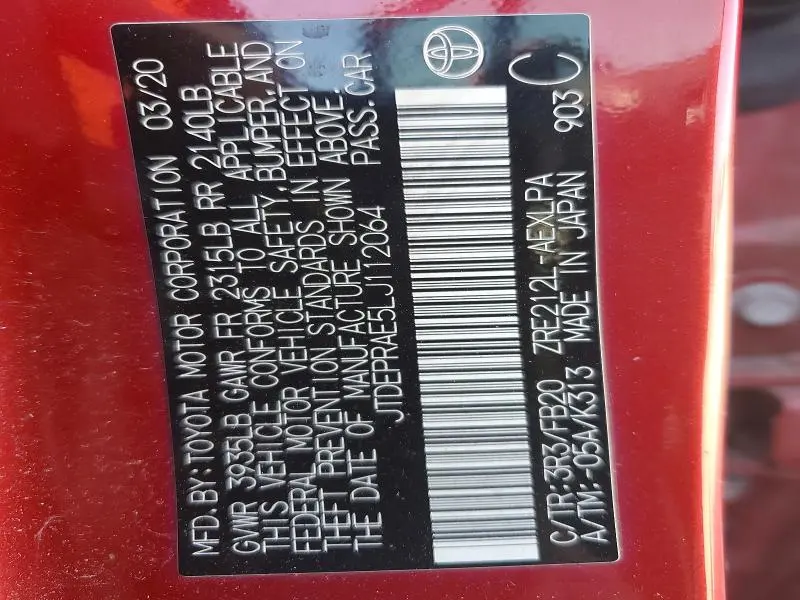 MFD.BY:TOYOTA MOTOR CORPORATION 03/20
GVWR 3935LB GAWR FR 2315LB RR 2140LB
THIS VEHICLE CONFORMS TO ALL APPLICABLE
FEDERAL MOTOR VEHICLE SAFETY,BUMPER,AND
THEFT PREVENTION STANDARDS IN EFFECT ON
THE DATE OF MANUFACTURE SHOWN ABOVE.
JTDEPRAE5LJ112064 PASS.CAR
C/TR:3R3/FB20 ZRE212L-AEXLPA
A/TM:-05A/K313 MADE IN JAPAN 903 C